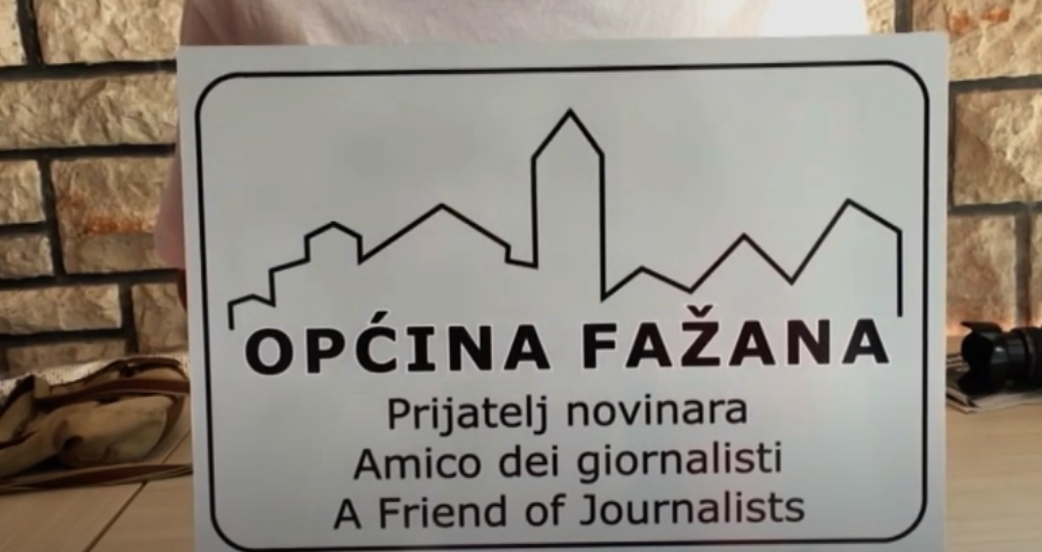 OPĆINA FAŽANA
Prijatelj novinara
Amico dei giornalisti
A Friend of Journalists